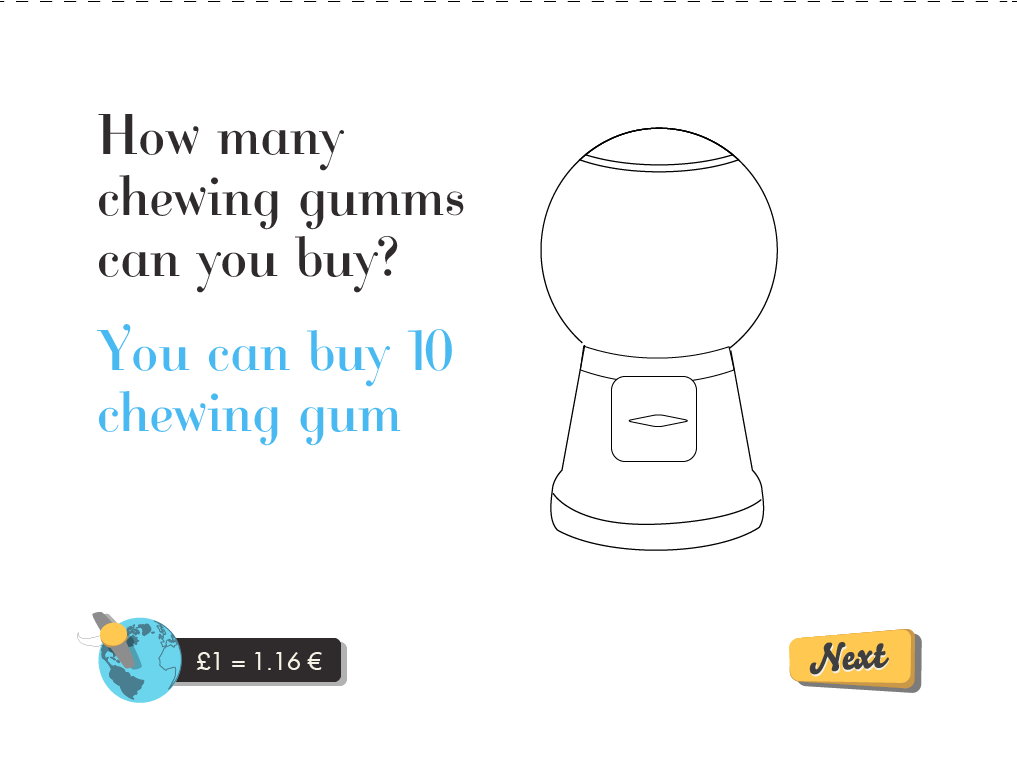 How many
chewing gumms
can you buy?
You can buy 10
chewing gum
£1 = 1.16 €
Next